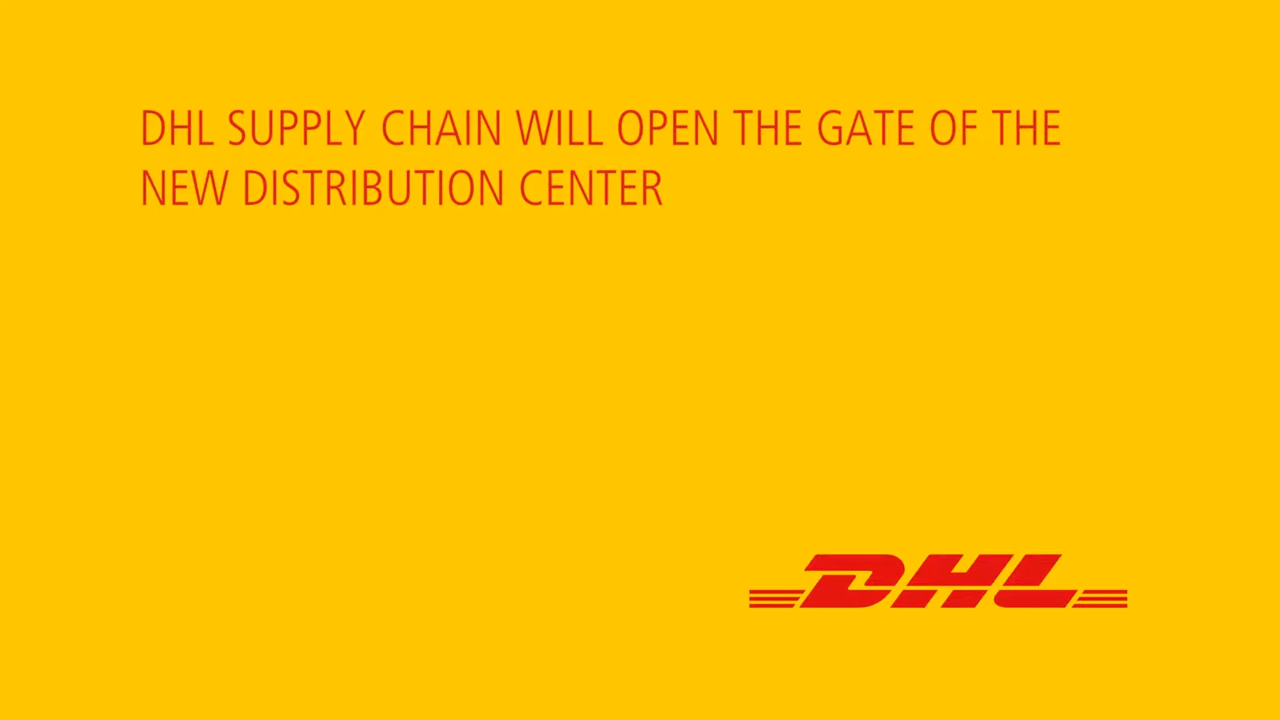 DHL SUPPLY CHAIN WILL OPEN THE GATE OF THE
NEW DISTRIBUTION CENTER
DHL